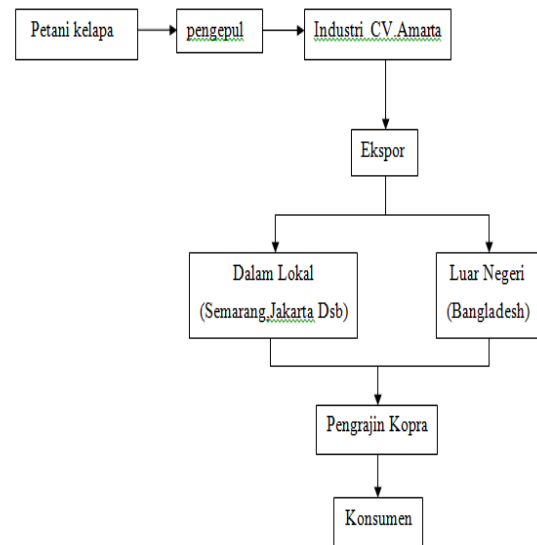 Petani kelapa
pengepul
Industri CV.Amarta
Ekspor
Dalam Lokal
(Semarang,Jakarta Dsb)
Luar Negeri
(Bangladesh)
Pengrajin Kopra
Konsumen